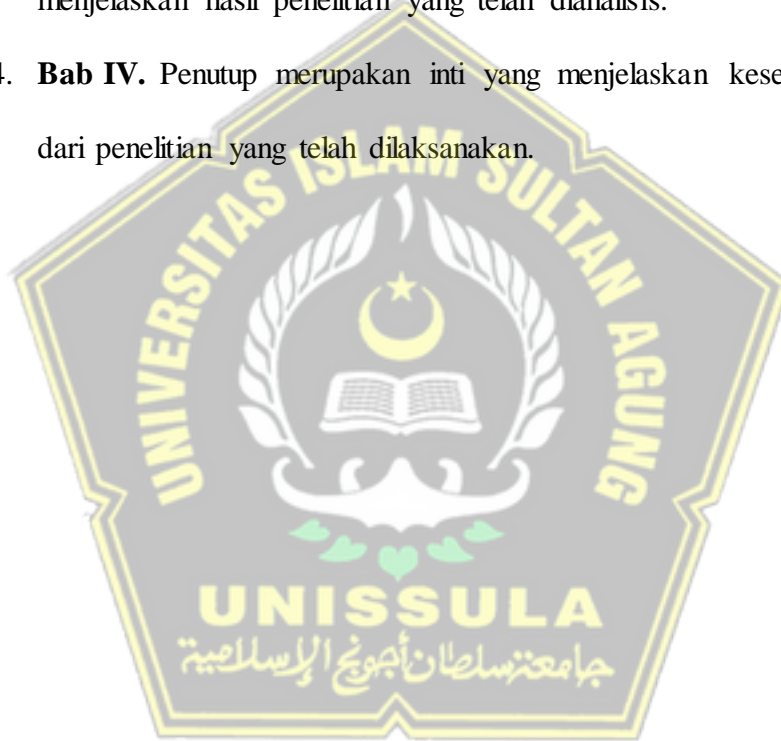 menjelaskan hasil penelitian yang telah dianalisis.
4. Bab IV. Penutup merupakan inti yang menjelaskan kese
dari penelitian yang telah dilaksanakan.
UNIVERSITAS ISLAM SULTAN AGUNG
UNISSULA
جامعة سلطان أجونج الإسلامية